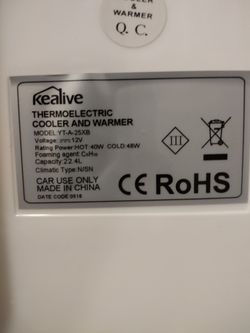 & WARMER
Q. C.
Kealive
THERMOELECTRIC
COOLER AND WARMER
MODEL: YT-A-25XB
Voltage: 12V
Rating Power: HOT: 40W COLD: 48W
Foaming agent: C₅H₁₀
Capacity: 22.4L
Climatic Type: N/SN
CAR USE ONLY
MADE IN CHINA
DATE CODE:0918
III
CE RoHS